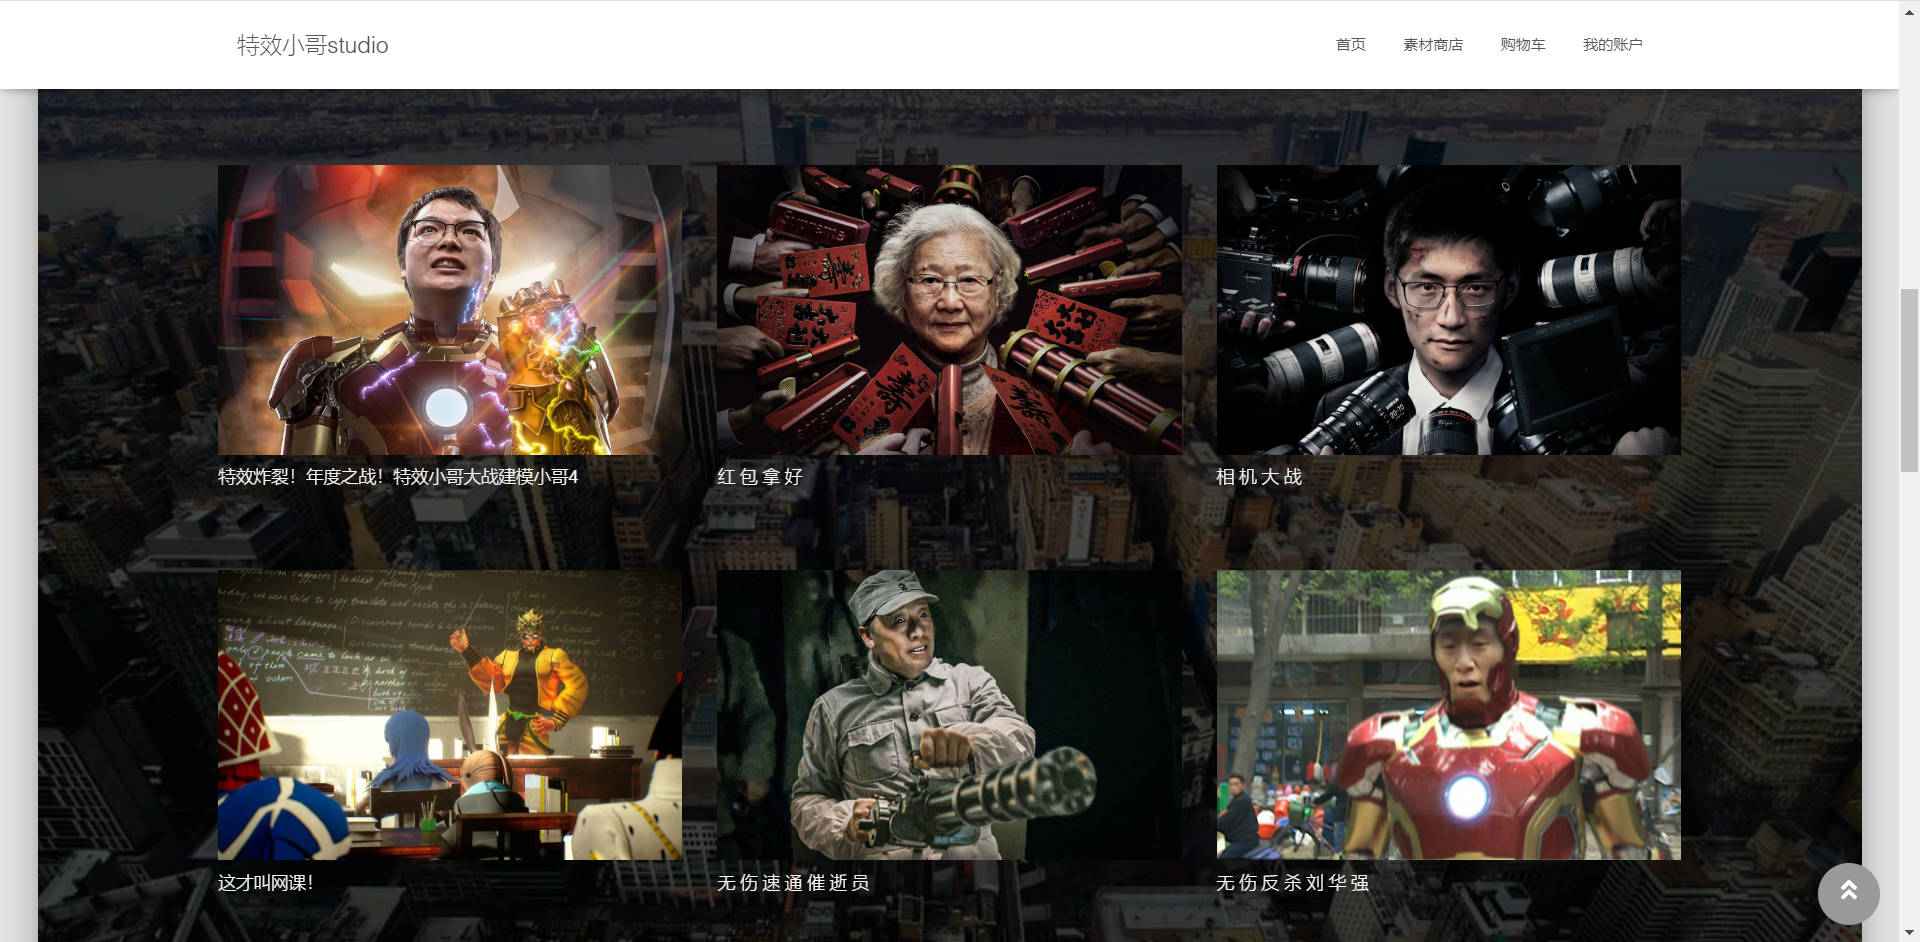 特效小哥studio
首页
素材商店
购物车
我的账户
特效炸裂！年度之战！特效小哥大战建模小哥4
红包拿好
相机大战
这才叫网课！
无伤速通催逝员
无伤反杀刘华强